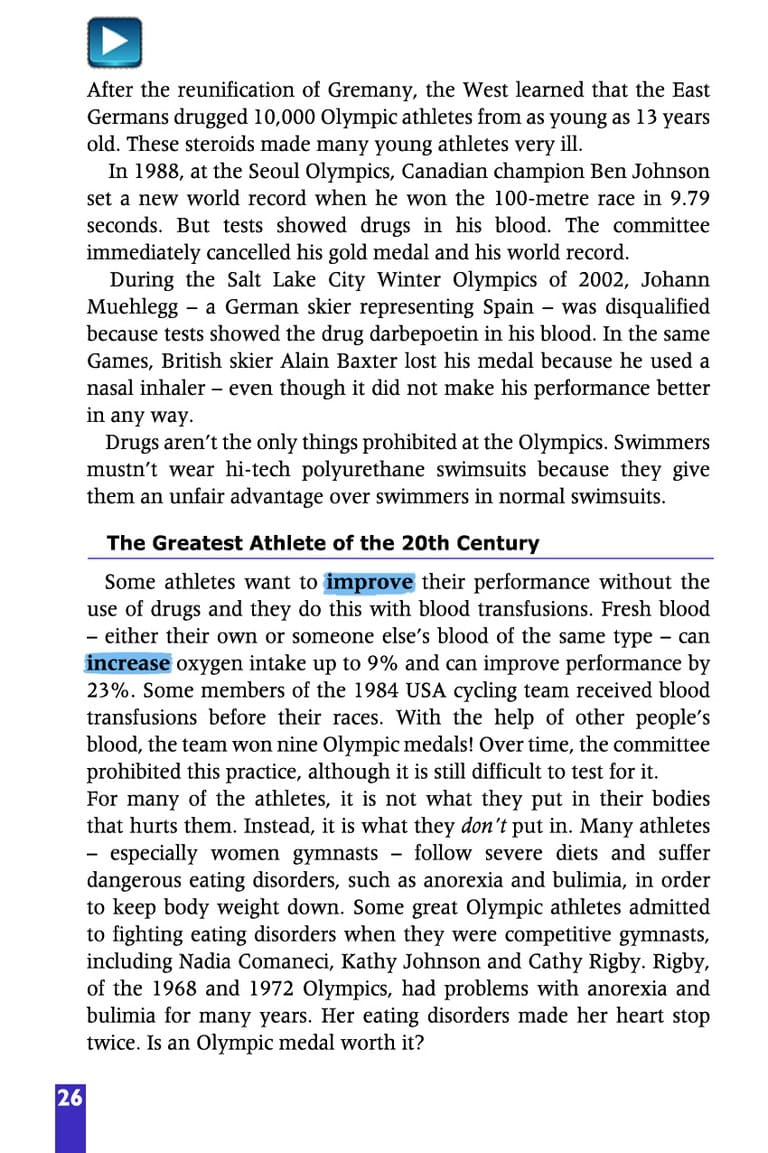 After the reunification of Gremany, the West learned that the East
Germans drugged 10,000 Olympic athletes from as young as 13 years
old. These steroids made many young athletes very ill.
In 1988, at the Seoul Olympics, Canadian champion Ben Johnson
set a new world record when he won the 100-metre race in 9.79
seconds. But tests showed drugs in his blood. The committee
immediately cancelled his gold medal and his world record.
During the Salt Lake City Winter Olympics of 2002, Johann
Muehlegg – a German skier representing Spain – was disqualified
because tests showed the drug darbepoetin in his blood. In the same
Games, British skier Alain Baxter lost his medal because he used a
nasal inhaler – even though it did not make his performance better
in any way.
Drugs aren't the only things prohibited at the Olympics. Swimmers
mustn't wear hi-tech polyurethane swimsuits because they give
them an unfair advantage over swimmers in normal swimsuits.
The Greatest Athlete of the 20th Century
Some athletes want to improve their performance without the
use of drugs and they do this with blood transfusions. Fresh blood
– either their own or someone else's blood of the same type – can
increase oxygen intake up to 9% and can improve performance by
23%. Some members of the 1984 USA cycling team received blood
transfusions before their races. With the help of other people's
blood, the team won nine Olympic medals! Over time, the committee
prohibited this practice, although it is still difficult to test for it.
For many of the athletes, it is not what they put in their bodies
that hurts them. Instead, it is what they don't put in. Many athletes
– especially women gymnasts – follow severe diets and suffer
dangerous eating disorders, such as anorexia and bulimia, in order
to keep body weight down. Some great Olympic athletes admitted
to fighting eating disorders when they were competitive gymnasts,
including Nadia Comaneci, Kathy Johnson and Cathy Rigby. Rigby,
of the 1968 and 1972 Olympics, had problems with anorexia and
bulimia for many years. Her eating disorders made her heart stop
twice. Is an Olympic medal worth it?
26